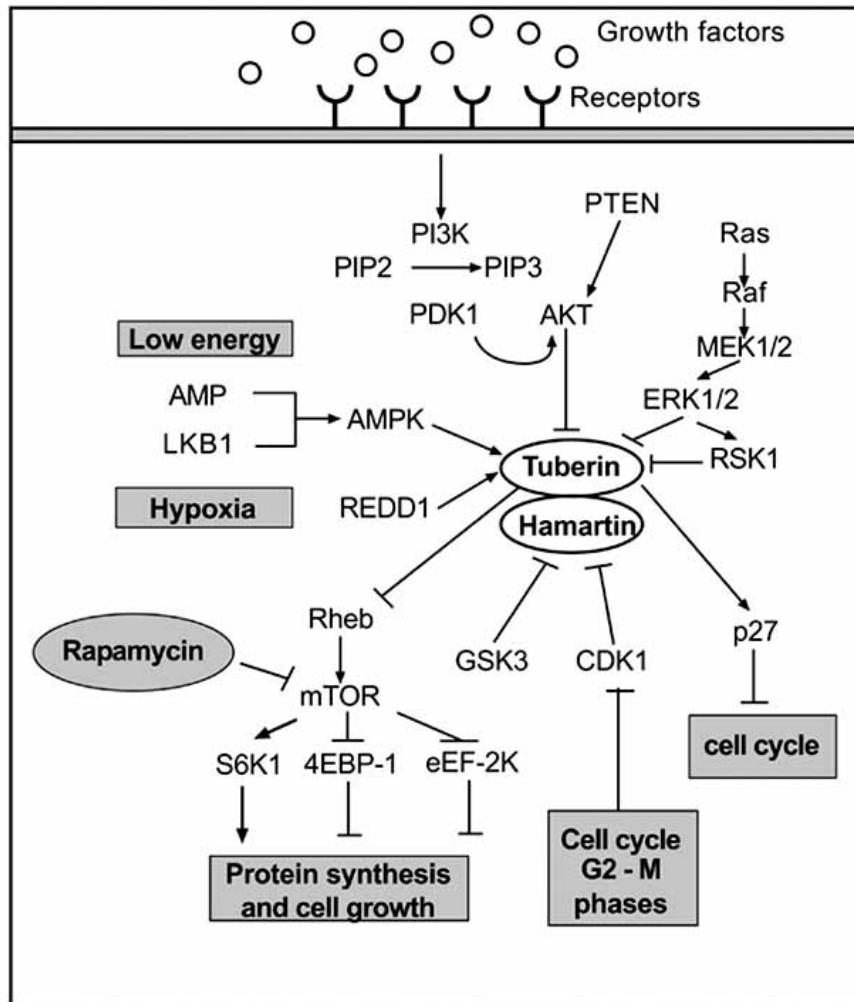 Growth factors
Receptors
PTEN
PI3K
Ras
PIP2
PIP3
Raf
PDK1
AKT
Low energy
MEK1/2
AMP
ERK1/2
AMPK
LKB1
Tuberin
RSK1
Hypoxia
REDD1
Hamartin
Rheb
p27
Rapamycin
GSK3
CDK1
mTOR
cell cycle
S6K1
4EBP-1
eEF-2K
Protein synthesis
and cell growth
Cell cycle
G2 - M
phases